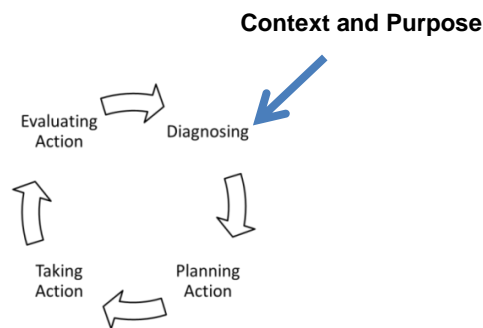 Context and Purpose
Evaluating
Action
Diagnosing
Taking
Action
Planning
Action